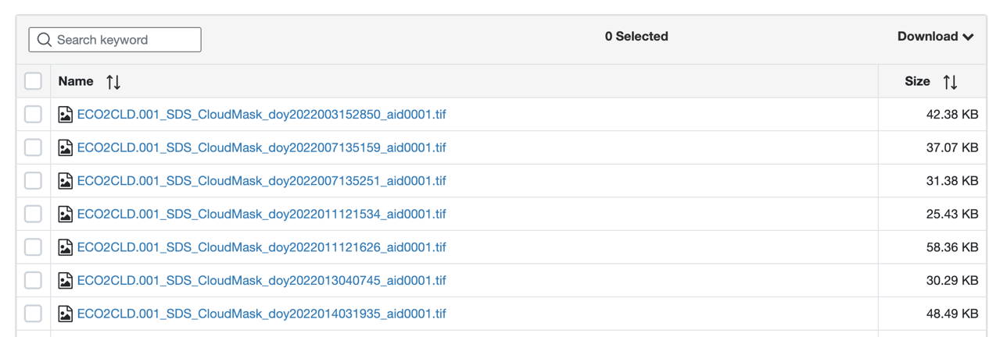 Search keyword
0 Selected
Download
Name
Size
ECO2CLD.001_SDS_CloudMask_doy2022003152850_aid0001.tif 42.38 KB
ECO2CLD.001_SDS_CloudMask_doy2022007135159_aid0001.tif 37.07 KB
ECO2CLD.001_SDS_CloudMask_doy2022007135251_aid0001.tif 31.38 KB
ECO2CLD.001_SDS_CloudMask_doy2022011121534_aid0001.tif 25.43 KB
ECO2CLD.001_SDS_CloudMask_doy2022011121626_aid0001.tif 58.36 KB
ECO2CLD.001_SDS_CloudMask_doy2022013040745_aid0001.tif 30.29 KB
ECO2CLD.001_SDS_CloudMask_doy2022014031935_aid0001.tif 48.49 KB